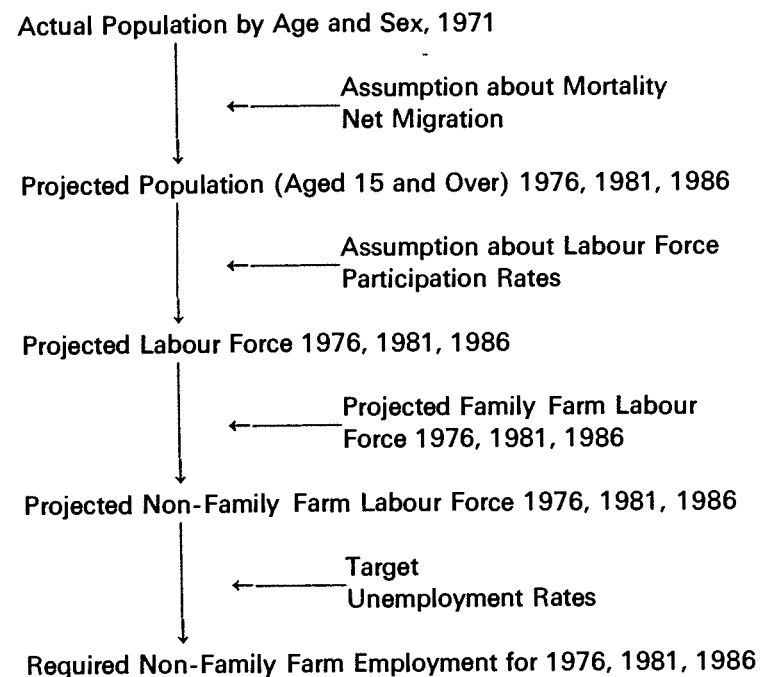 Actual Population by Age and Sex, 1971
Assumption about Mortality
Net Migration
Projected Population (Aged 15 and Over) 1976, 1981, 1986
Assumption about Labour Force
Participation Rates
Projected Labour Force 1976, 1981, 1986
Projected Family Farm Labour
Force 1976, 1981, 1986
Projected Non-Family Farm Labour Force 1976, 1981, 1986
Target
Unemployment Rates
Required Non-Family Farm Employment for 1976, 1981, 1986